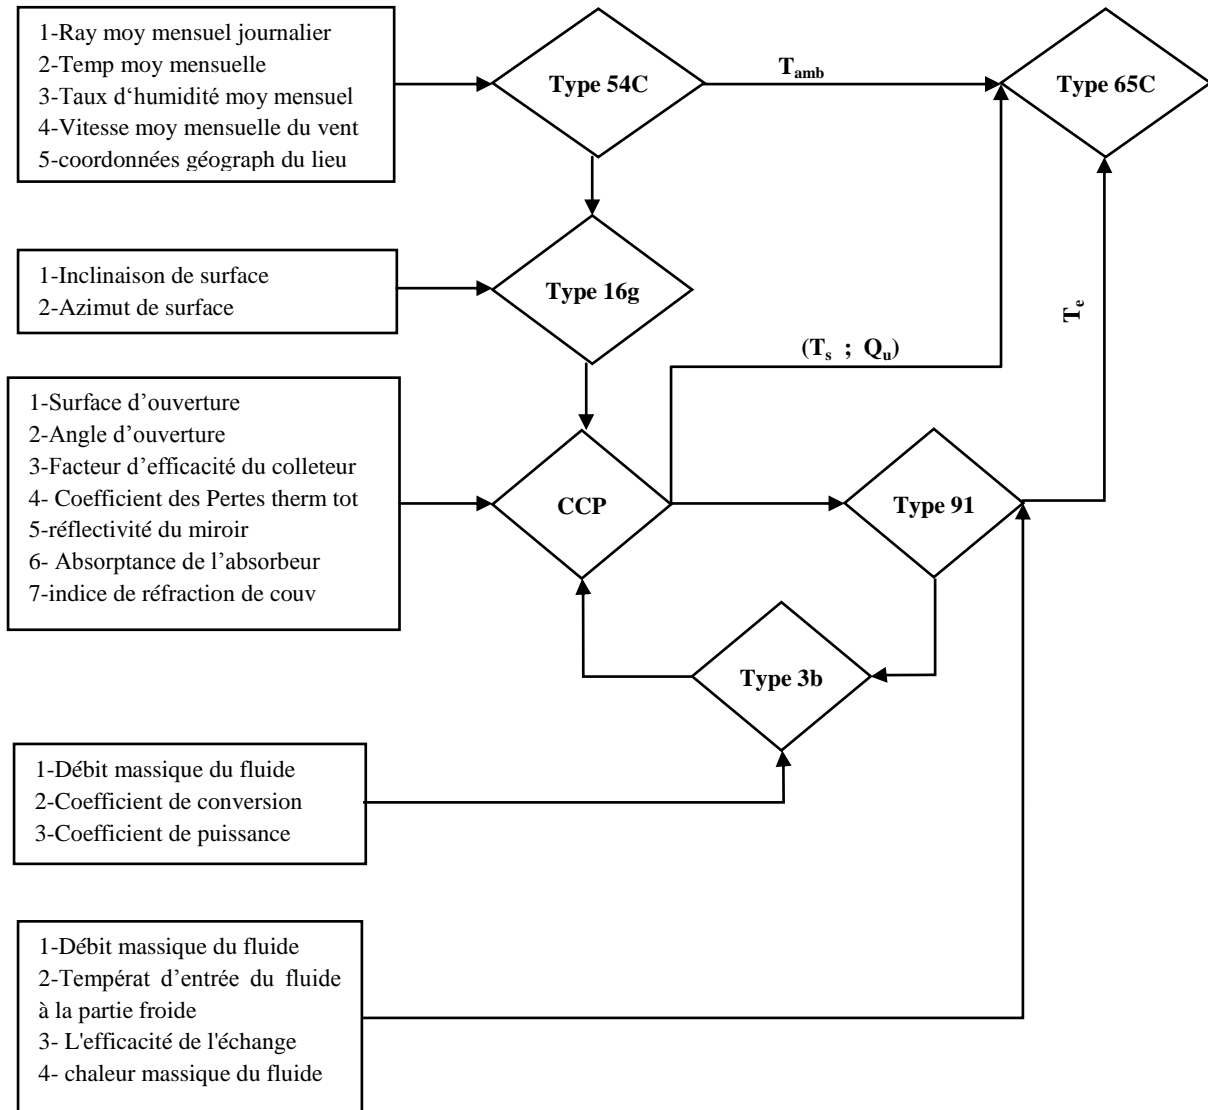 1-Ray moy mensuel journalier
2-Temp moy mensuelle
3-Taux d‘humidité moy mensuel
4-Vitesse moy mensuelle du vent
5-coordonnées géograph du lieu
Type 54C
T_amb
Type 65C
1-Inclinaison de surface
2-Azimut de surface
Type 16g
T_e
(T_s ; Q_u)
1-Surface d’ouverture
2-Angle d’ouverture
3-Facteur d’efficacité du colleteur
4- Coefficient des Pertes therm tot
5-réflectivité du miroir
6- Absorptance de l’absorbeur
7-indice de réfraction de couv
CCP
Type 91
Type 3b
1-Débit massique du fluide
2-Coefficient de conversion
3-Coefficient de puissance
1-Débit massique du fluide
2-Températ d’entrée du fluide
à la partie froide
3- L'efficacité de l'échange
4- chaleur massique du fluide